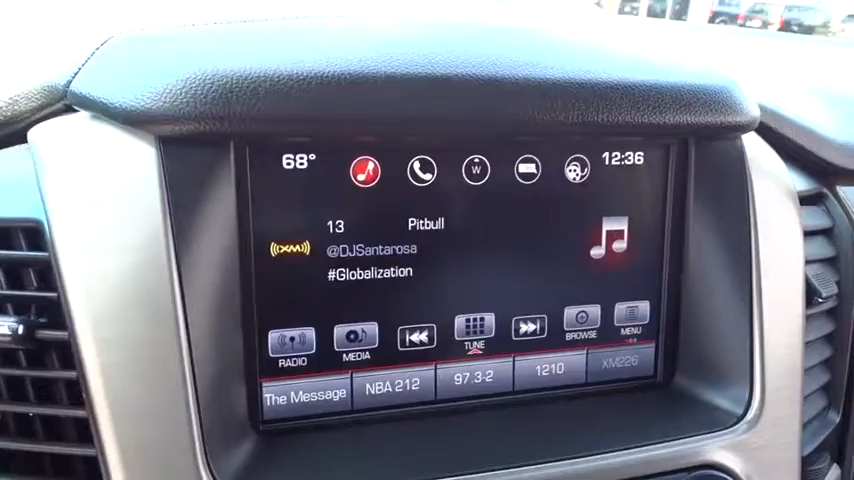 68° W 12:36
13 Pitbull
((XM)) @DJSantarosa
#Globalization
RADIO MEDIA TUNE BROWSE MENU
The Message NBA 212 97.3-2 1210 XM226